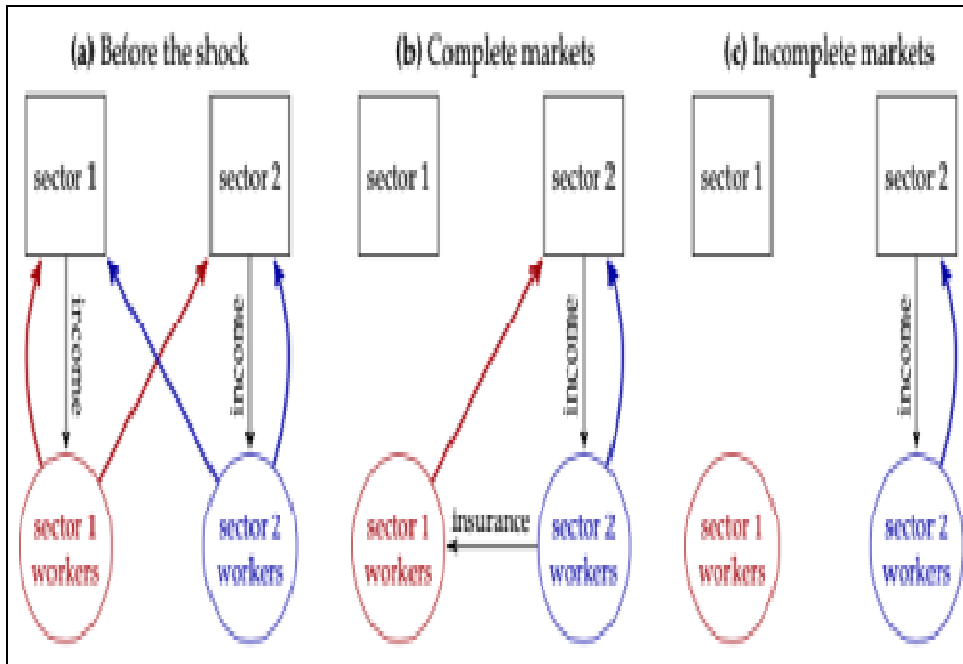 (a) Before the shock
(b) Complete markets
(c) Incomplete markets
sector 1
sector 2
sector 1
sector 2
sector 1
sector 2
income
income
income
income
sector 1
workers
sector 2
workers
sector 1
workers
insurance
sector 2
workers
sector 1
workers
sector 2
workers